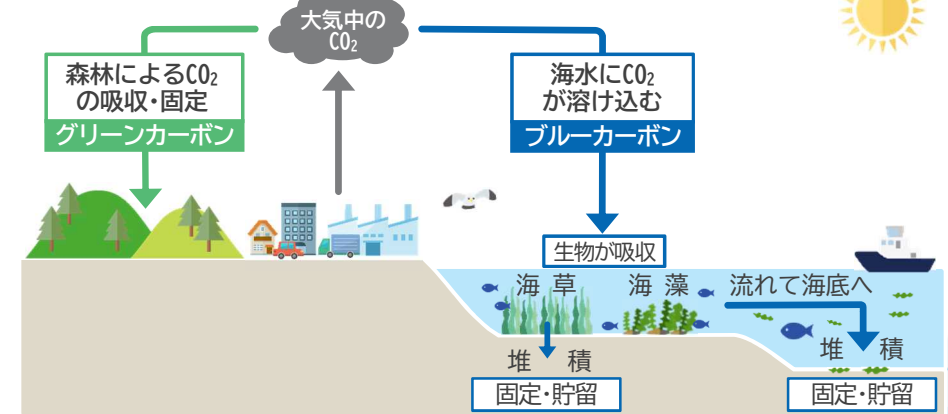 大気中の
CO₂
森林によるCO₂
の吸収・固定
グリーンカーボン
海水にCO₂
が溶け込む
ブルーカーボン
生物が吸収
海草
海藻
流れて海底へ
堆積
固定・貯留
堆積
固定・貯留